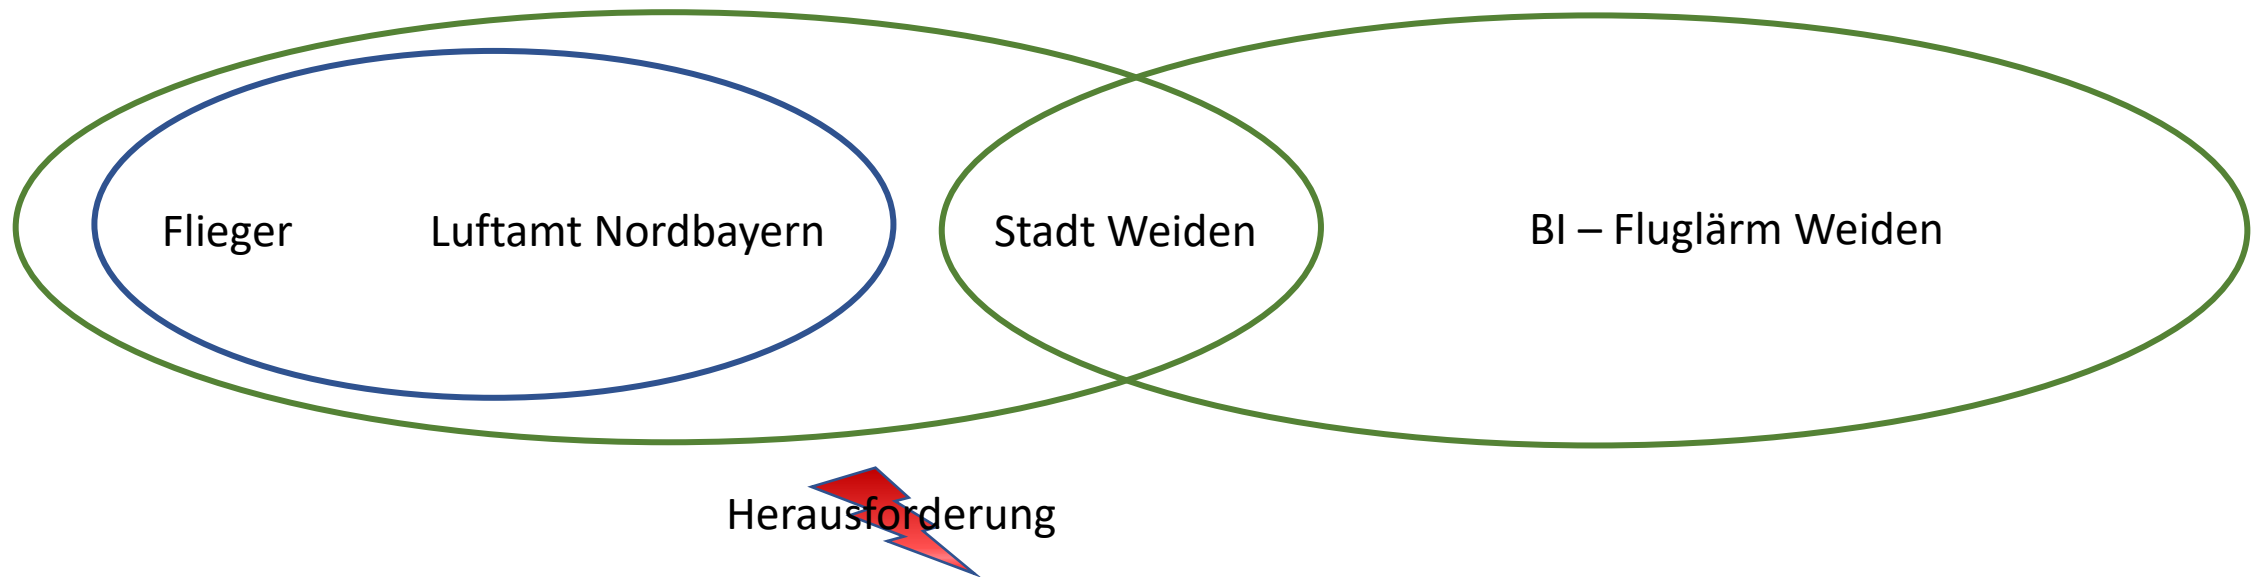 Flieger
Luftamt Nordbayern
Stadt Weiden
BI – Fluglärm Weiden
Herausforderung